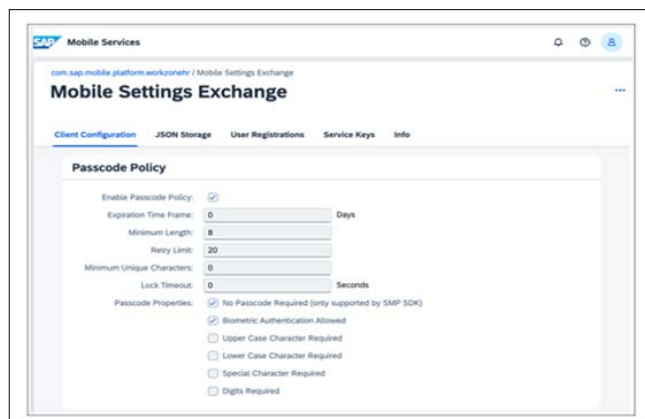 SAP Mobile Services
com.sap.mobile.platform.workzonehr / Mobile Settings Exchange
Mobile Settings Exchange
Client Configuration JSON Storage User Registrations Service Keys Info
Passcode Policy
Enable Passcode Policy:
Expiration Time Frame: 0 Days
Minimum Length: 8
Retry Limit: 20
Minimum Unique Characters: 0
Lock Timeout: 0 Seconds
Passcode Properties: No Passcode Required (only supported by SMP SDK)
Biometric Authentication Allowed
Upper Case Character Required
Lower Case Character Required
Special Character Required
Digits Required